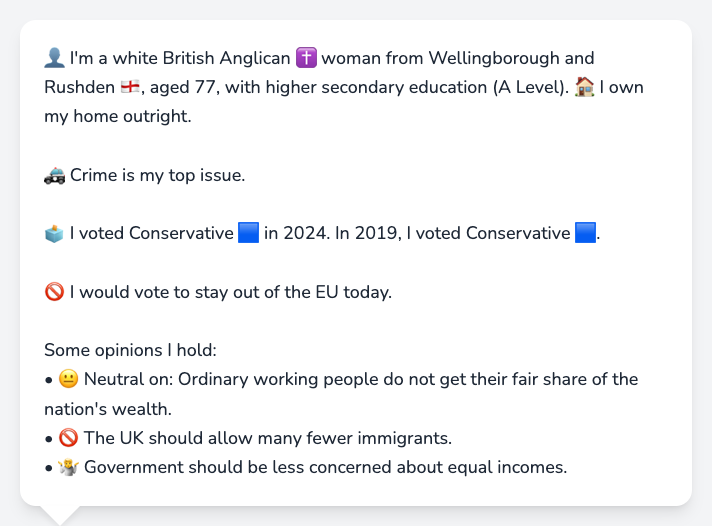 👤 I'm a white British Anglican ✝️ woman from Wellingborough and
Rushden 🏴󠁧󠁢󠁥󠁮󠁧󠁿, aged 77, with higher secondary education (A Level). 🏠 I own
my home outright.
🚓 Crime is my top issue.
🗳️ I voted Conservative 🟦 in 2024. In 2019, I voted Conservative 🟦.
🚫 I would vote to stay out of the EU today.
Some opinions I hold:
• 😐 Neutral on: Ordinary working people do not get their fair share of the
nation's wealth.
• 🚫 The UK should allow many fewer immigrants.
• 🤷 Government should be less concerned about equal incomes.